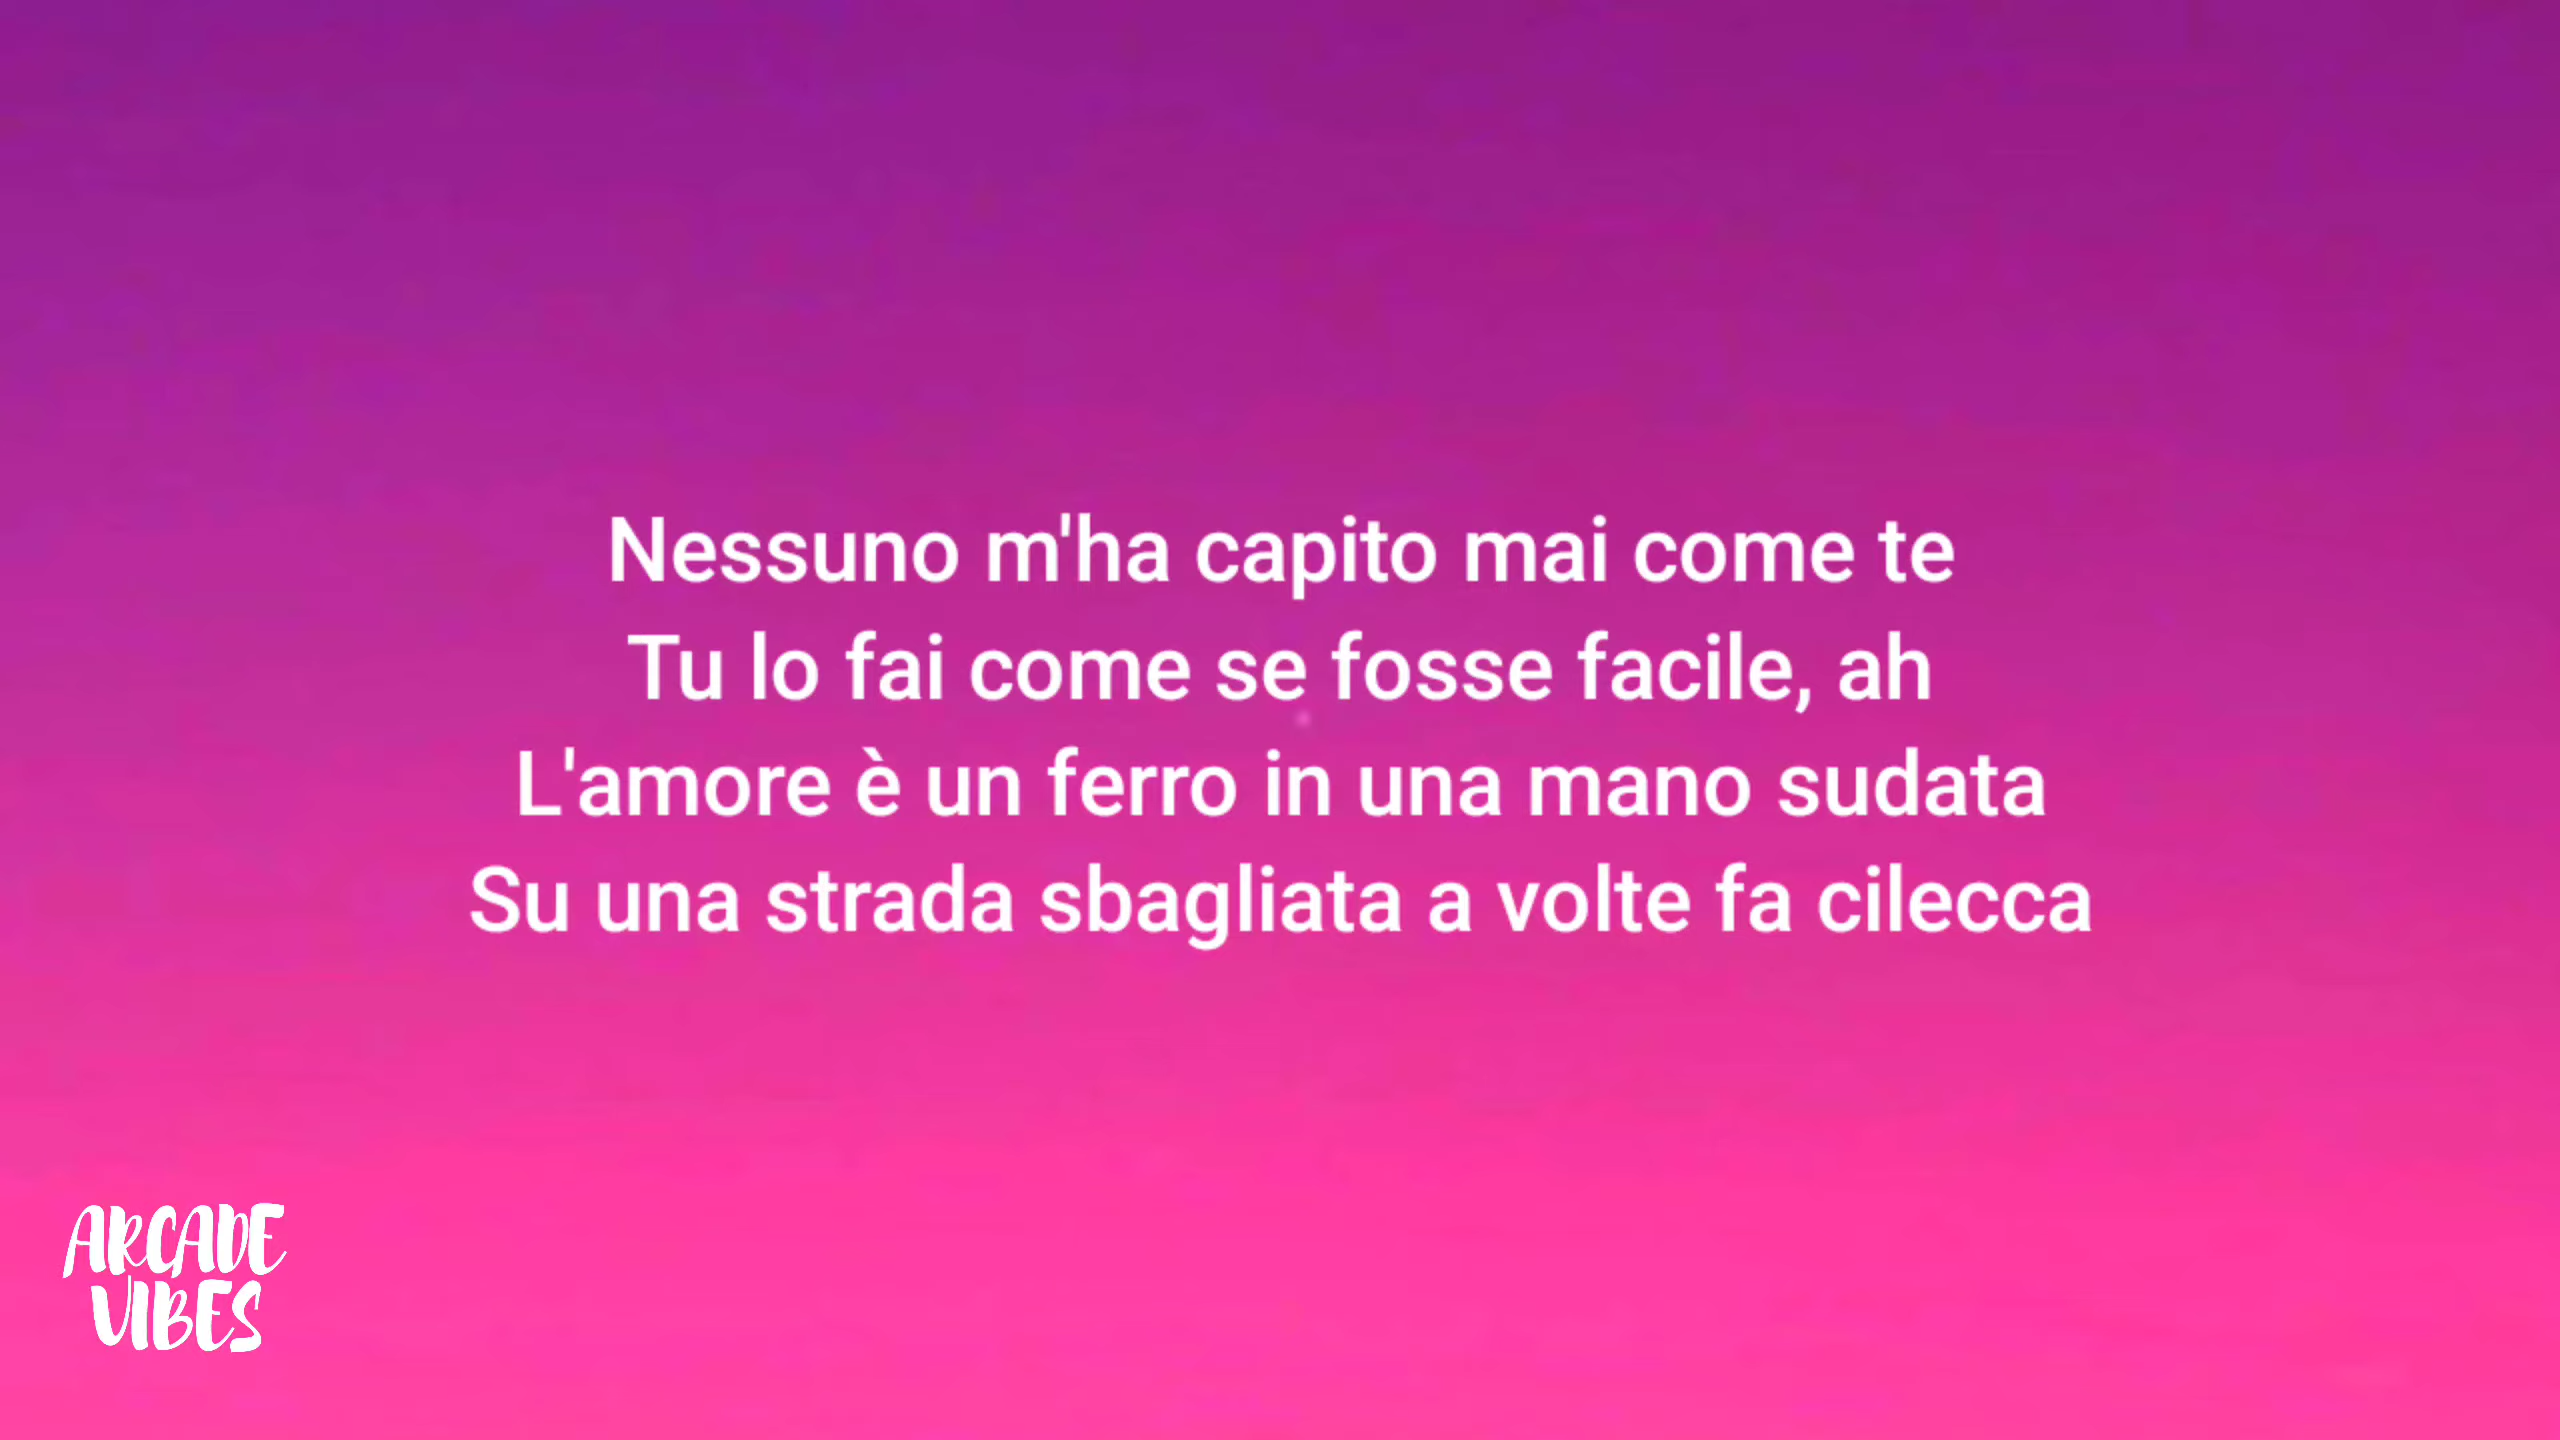 Nessuno m'ha capito mai come te
Tu lo fai come se fosse facile, ah
L'amore è un ferro in una mano sudata
Su una strada sbagliata a volte fa cilecca
ARCADE
VIBES